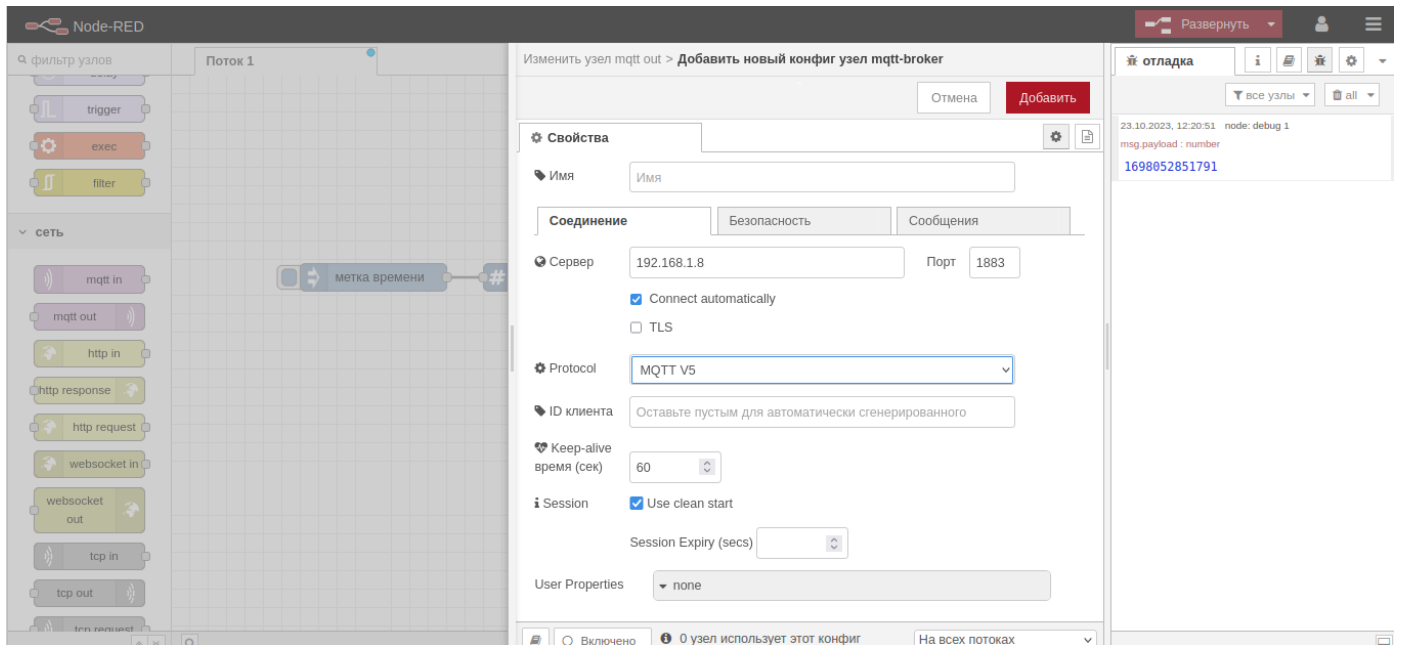 Node-RED
Развернуть
фильтр узлов
Поток 1
delay
trigger
exec
filter
сеть
mqtt in
mqtt out
http in
http response
http request
websocket in
websocket
out
tcp in
tcp out
tcp request
метка времени
Изменить узел mqtt out > Добавить новый конфиг узел mqtt-broker
Отмена
Добавить
Свойства
Имя
Имя
Соединение
Безопасность
Сообщения
Сервер
192.168.1.8
Порт
1883
Connect automatically
TLS
Protocol
MQTT V5
ID клиента
Оставьте пустым для автоматически сгенерированного
Keep-alive
время (сек)
60
Session
Use clean start
Session Expiry (secs)
User Properties
none
Включено
0 узел использует этот конфиг
На всех потоках
отладка
все узлы
all
23.10.2023, 12:20:51 node: debug 1
msg.payload : number
1698052851791